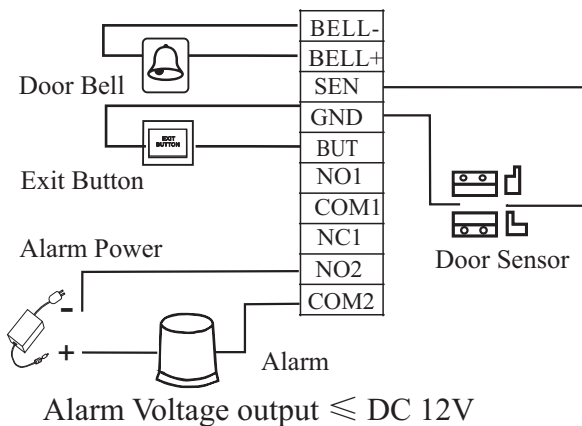 BELL-
BELL+
Door Bell
SEN
GND
EXIT
BUTTON
BUT
Exit Button
NO1
COM1
NC1
Alarm Power
Door Sensor
NO2
-
COM2
+
Alarm
Alarm Voltage output ≤ DC 12V